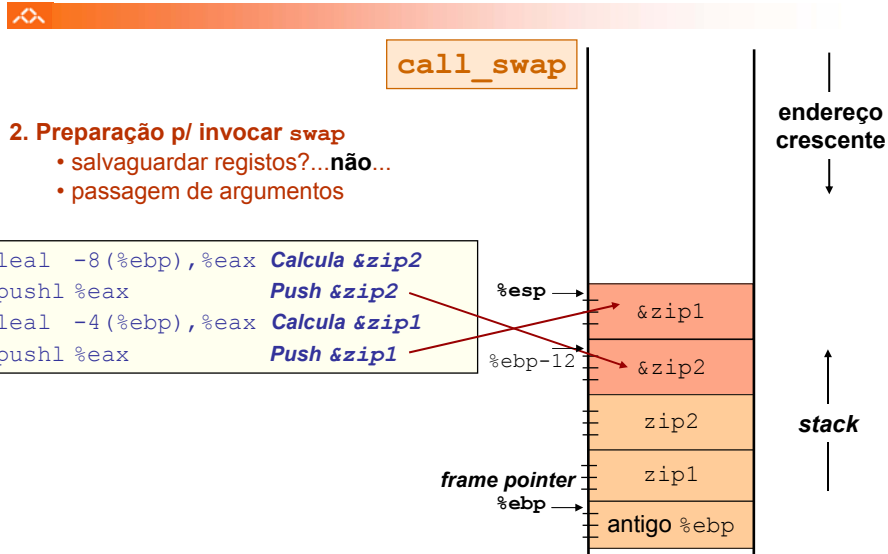 call_swap
2. Preparação p/ invocar swap
• salvaguardar registos?...não...
• passagem de argumentos
leal -8(%ebp),%eax Calcula &zip2
pushl %eax Push &zip2
leal -4(%ebp),%eax Calcula &zip1
pushl %eax Push &zip1
endereço
crescente
%esp
&zip1
%ebp-12
&zip2
zip2
stack
frame pointer
zip1
%ebp
antigo %ebp